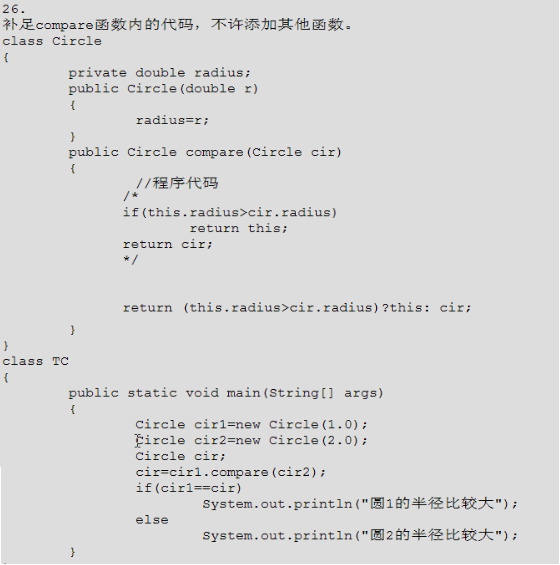 26.
补足compare函数内的代码，不许添加其他函数。
class Circle
{
private double radius;
public Circle(double r)
{
radius=r;
}
public Circle compare(Circle cir)
{
//程序代码
/*
if(this.radius>cir.radius)
return this;
return cir;
*/
return (this.radius>cir.radius)?this: cir;
}
}
class TC
{
public static void main(String[] args)
{
Circle cir1=new Circle(1.0);
Circle cir2=new Circle(2.0);
Circle cir;
cir=cir1.compare(cir2);
if(cir1==cir)
System.out.println("圆1的半径比较大");
else
System.out.println("圆2的半径比较大");
}